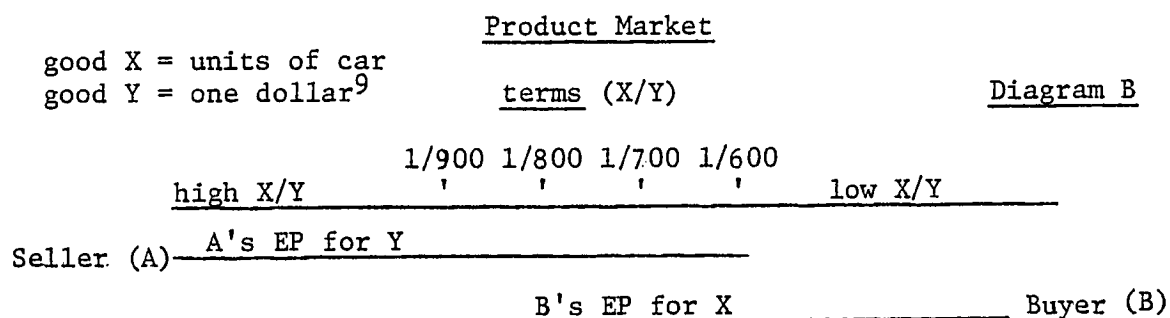 Product Market
good X = units of car
good Y = one dollar9
terms (X/Y)
Diagram B
1/900 1/800 1/700 1/600
high X/Y
low X/Y
Seller (A) A's EP for Y
B's EP for X Buyer (B)